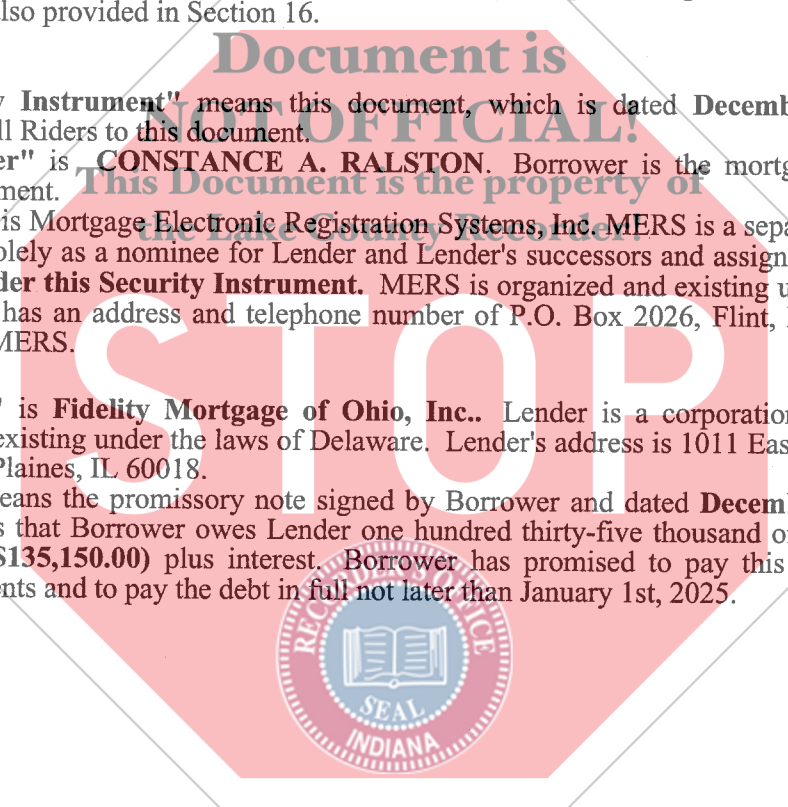 lso provided in Section 16.
Document is
Instrument" means this document, which is dated Decemb
NOT OFFICIAL!
ll Riders to this document.
er" is CONSTANCE A. RALSTON. Borrower is the mortg
This Document is the property of
ment.
is Mortgage Electronic Registration Systems, Inc. MERS is a sepa
the Lake County Recorder!
olely as a nominee for Lender and Lender's successors and assign
der this Security Instrument. MERS is organized and existing u
has an address and telephone number of P.O. Box 2026, Flint,
MERS.
STOP
" is Fidelity Mortgage of Ohio, Inc.. Lender is a corporation
existing under the laws of Delaware. Lender's address is 1011 Eas
Plaines, IL 60018.
eans the promissory note signed by Borrower and dated Decem
s that Borrower owes Lender one hundred thirty-five thousand o
$135,150.00) plus interest. Borrower has promised to pay this
nts and to pay the debt in full not later than January 1st, 2025.
RECORDER'S OFFICE
SEAL
INDIANA